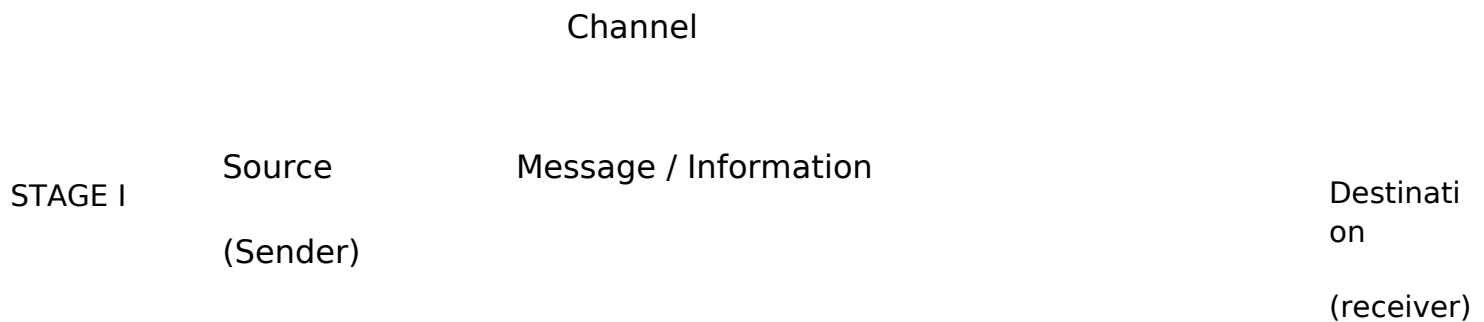 Channel
STAGE I
Source
(Sender)
Message / Information
Destinati
on
(receiver)